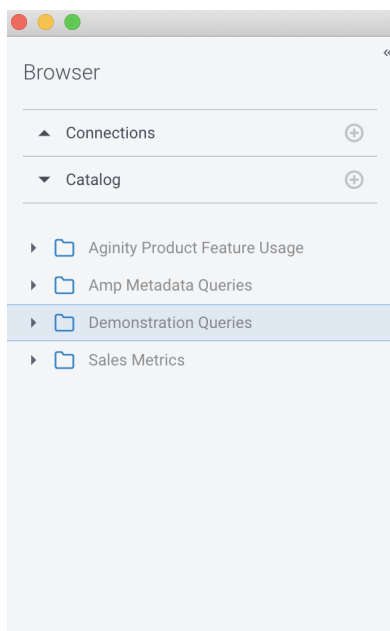 Browser
Connections
Catalog
Aginity Product Feature Usage
Amp Metadata Queries
Demonstration Queries
Sales Metrics